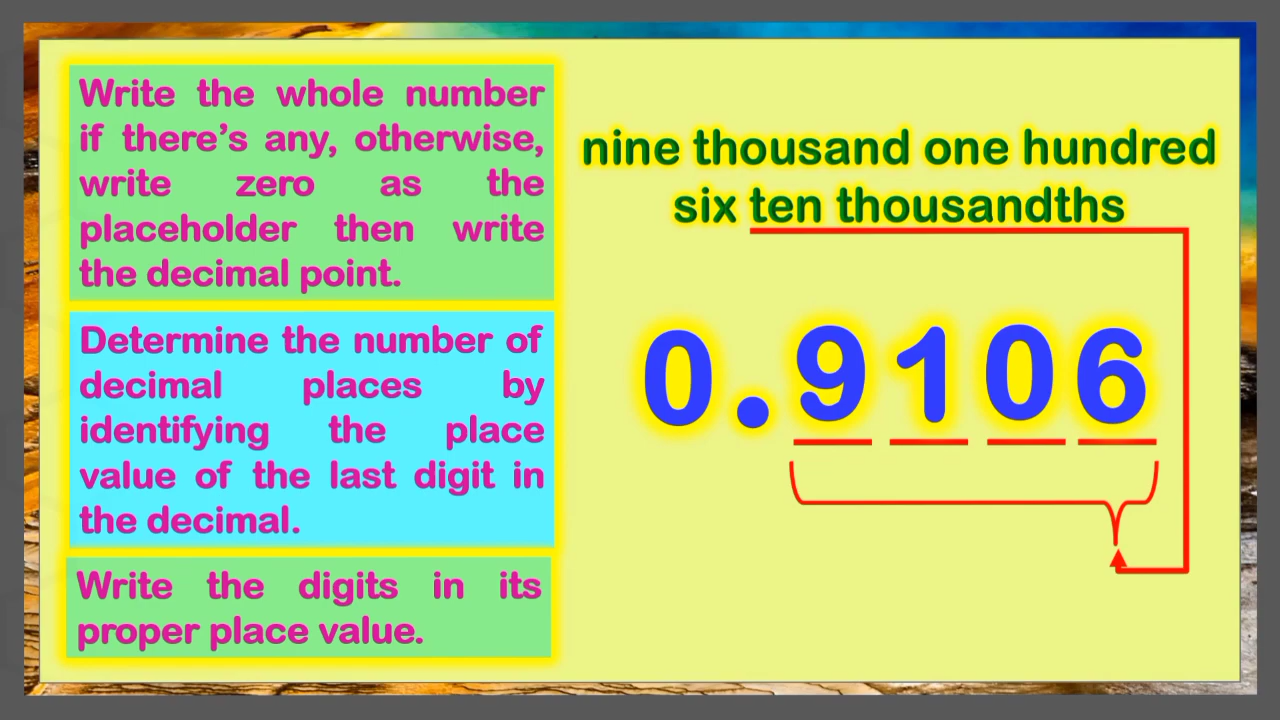 Write the whole number
if there's any, otherwise,
write zero as the
placeholder then write
the decimal point.
Determine the number of
decimal places by
identifying the place
value of the last digit in
the decimal.
Write the digits in its
proper place value.
nine thousand one hundred
six ten thousandths
0.9106